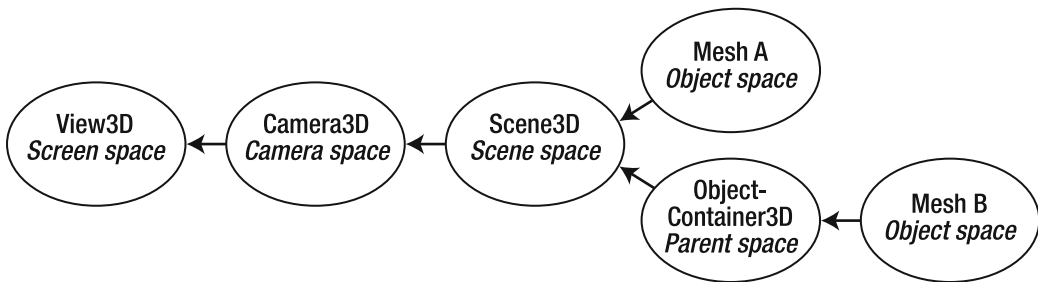 View3D
Screen space
Camera3D
Camera space
Scene3D
Scene space
Mesh A
Object space
Object-
Container3D
Parent space
Mesh B
Object space